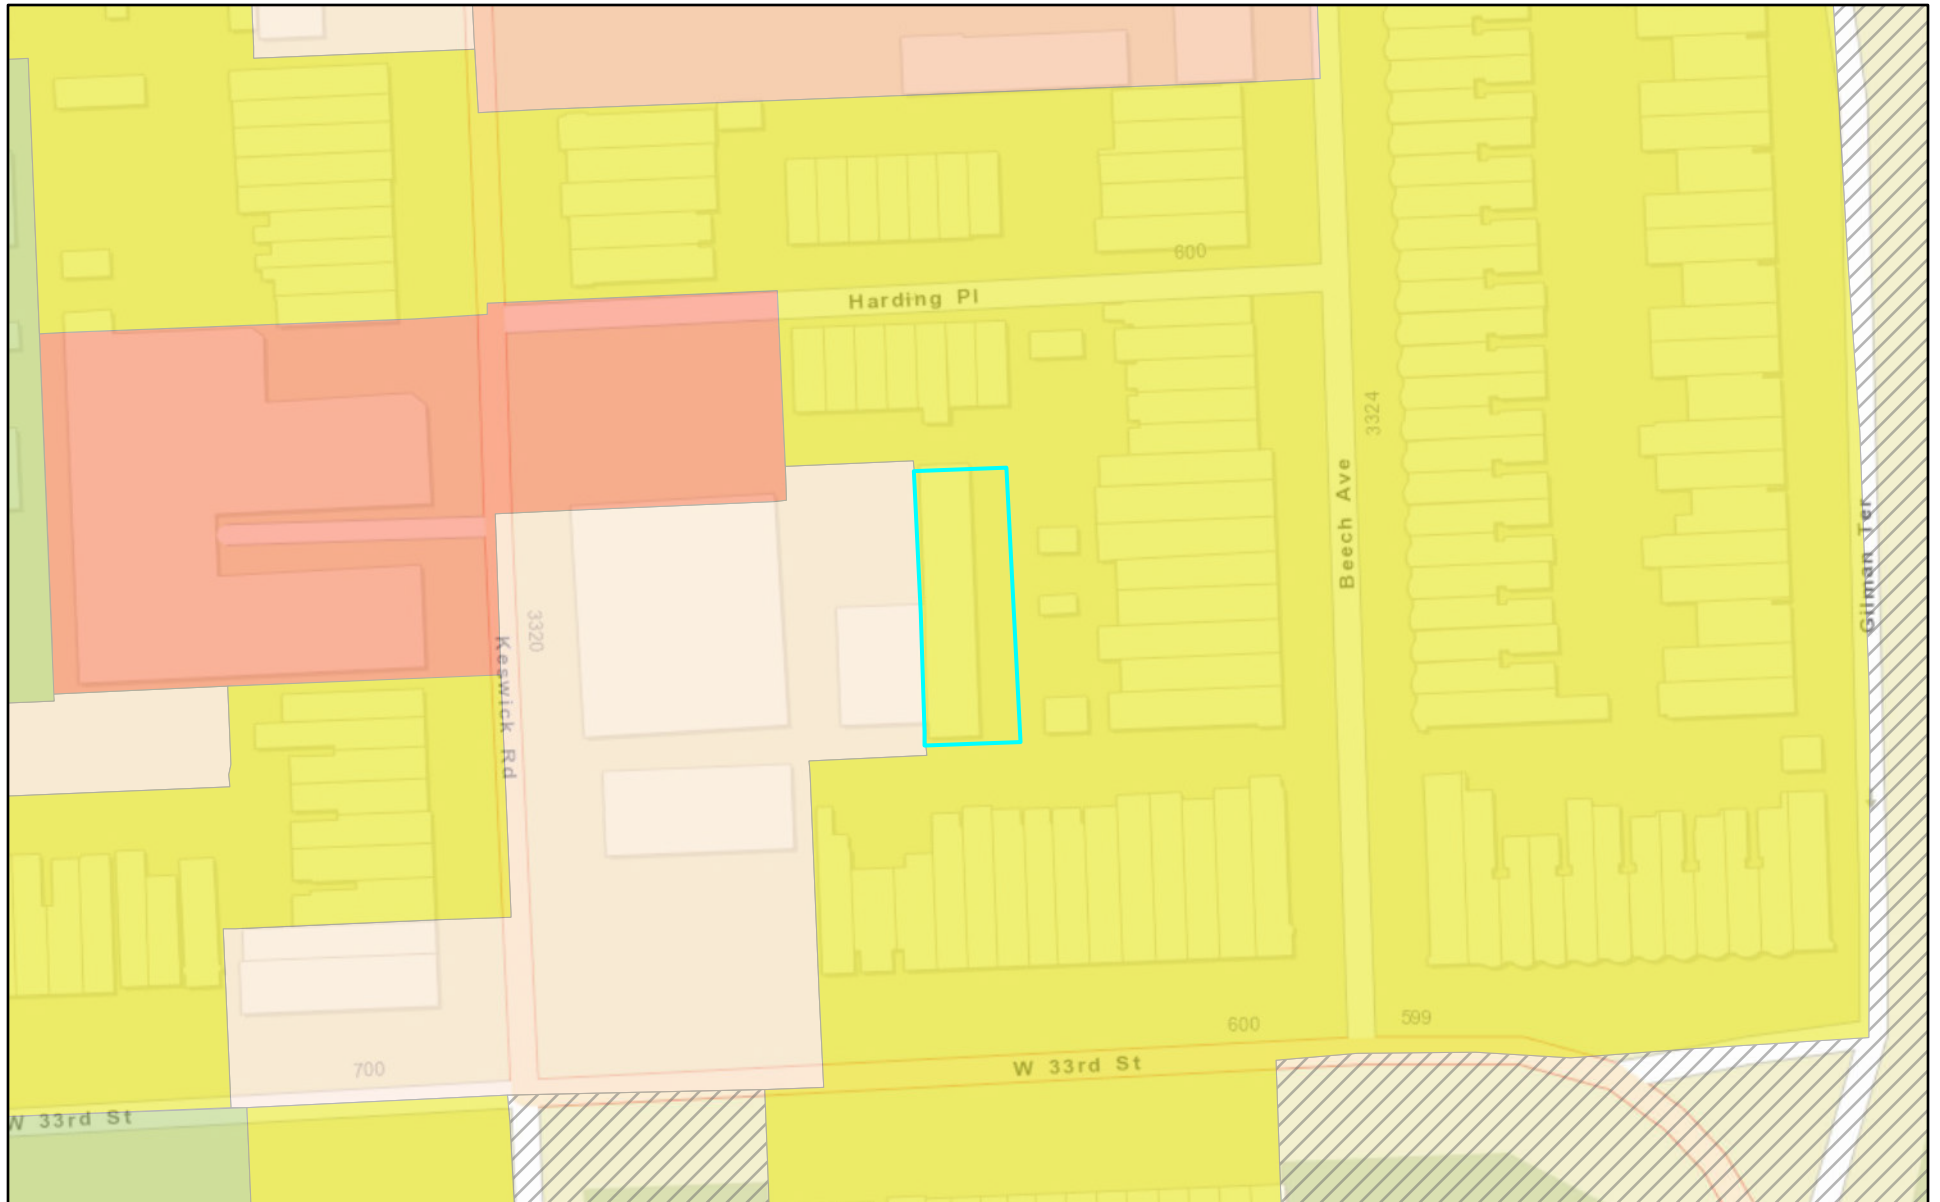 600
Harding Pl
3324
Beech Ave
Gilman Ter
3320
Keswick Rd
599
600
W 33rd St
700
W 33rd St